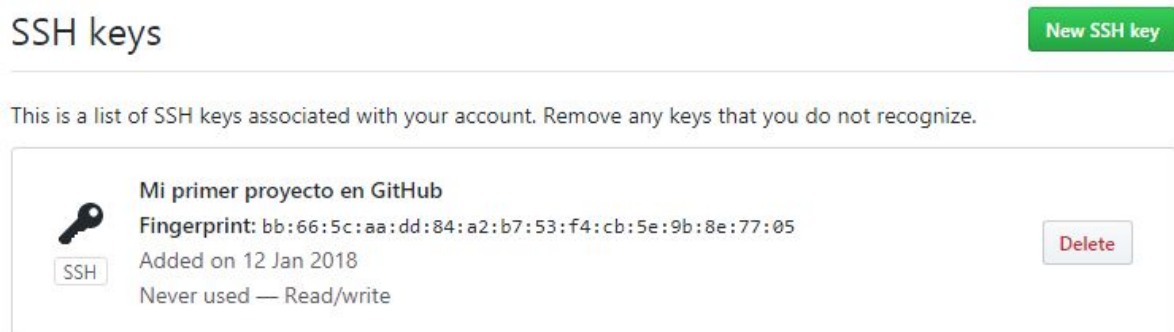 SSH keys
New SSH key
This is a list of SSH keys associated with your account. Remove any keys that you do not recognize.
Mi primer proyecto en GitHub
Fingerprint: bb:66:5c:aa:dd:84:a2:b7:53:f4:cb:5e:9b:8e:77:05
Delete
SSH
Added on 12 Jan 2018
Never used — Read/write